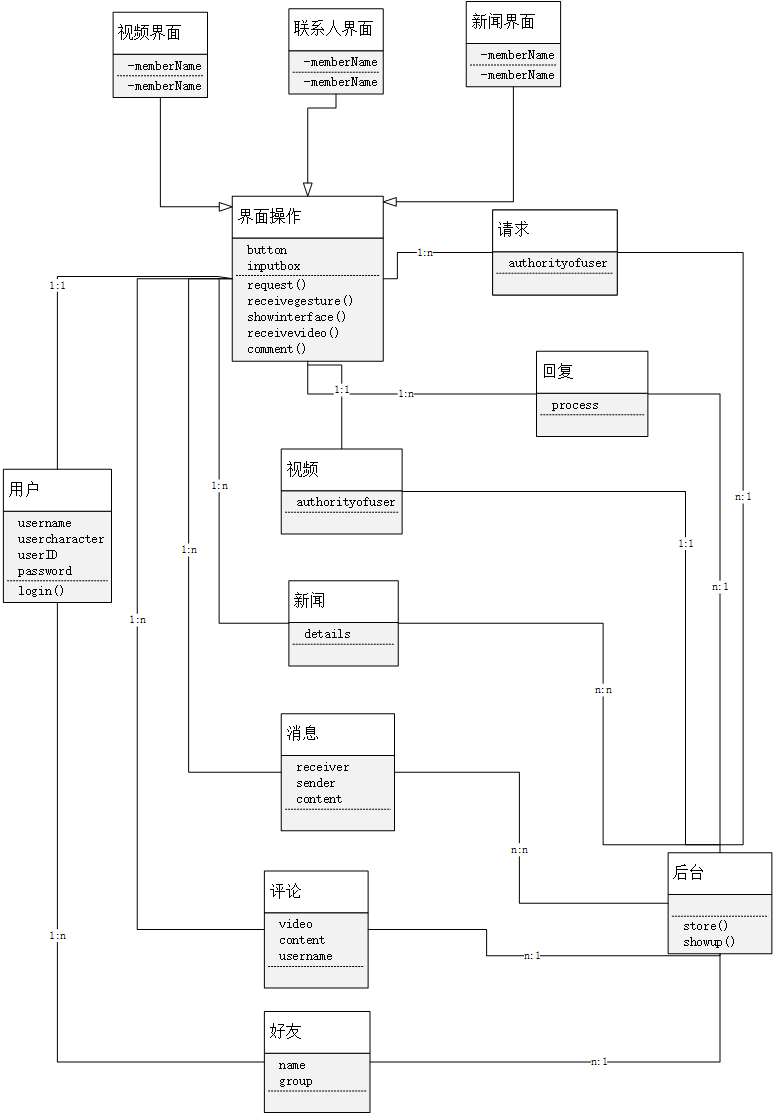 视频界面
-memberName
-memberName
联系人界面
-memberName
-memberName
新闻界面
-memberName
-memberName
界面操作
button
inputbox
request()
receivegesture()
showinterface()
receivevideo()
comment()
请求
authorityofuser
1:n
1:1
回复
process
1:1
1:n
视频
authorityofuser
用户
username
usercharacter
userID
password
login()
1:n
n:1
1:n
1:1
n:1
新闻
details
1:n
n:n
消息
receiver
sender
content
n:n
后台
store()
showup()
评论
video
content
username
1:n
n:1
好友
name
group
n:1